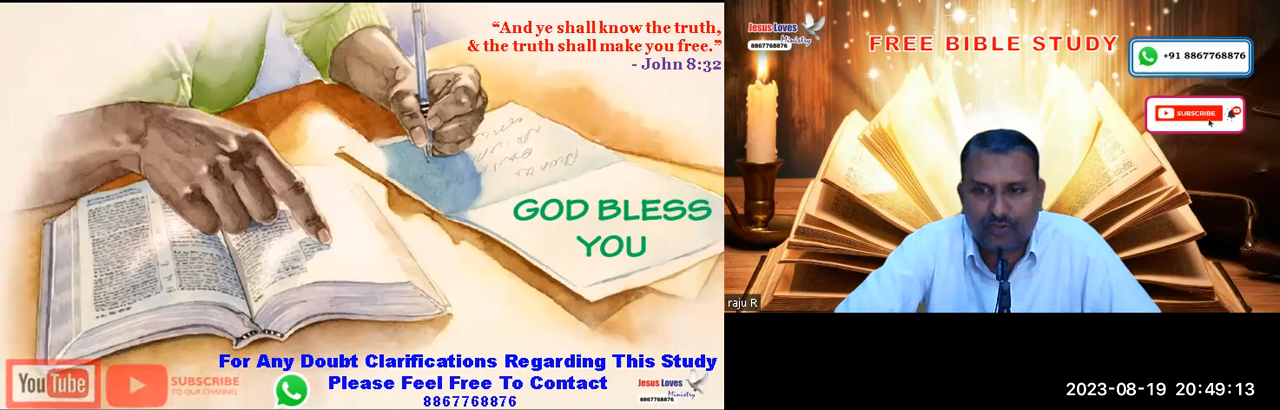 “And ye shall know the truth,
& the truth shall make you free.”
- John 8:32
GOD BLESS
YOU
For Any Doubt Clarifications Regarding This Study
Please Feel Free To Contact
8867768876
YouTube
SUBSCRIBE
TO OUR CHANNEL
Jesus Loves
Ministry
8867768876
Jesus Loves
Ministry
8867768876
FREE BIBLE STUDY
+91 8867768876
SUBSCRIBE
raju R
2023-08-19 20:49:13